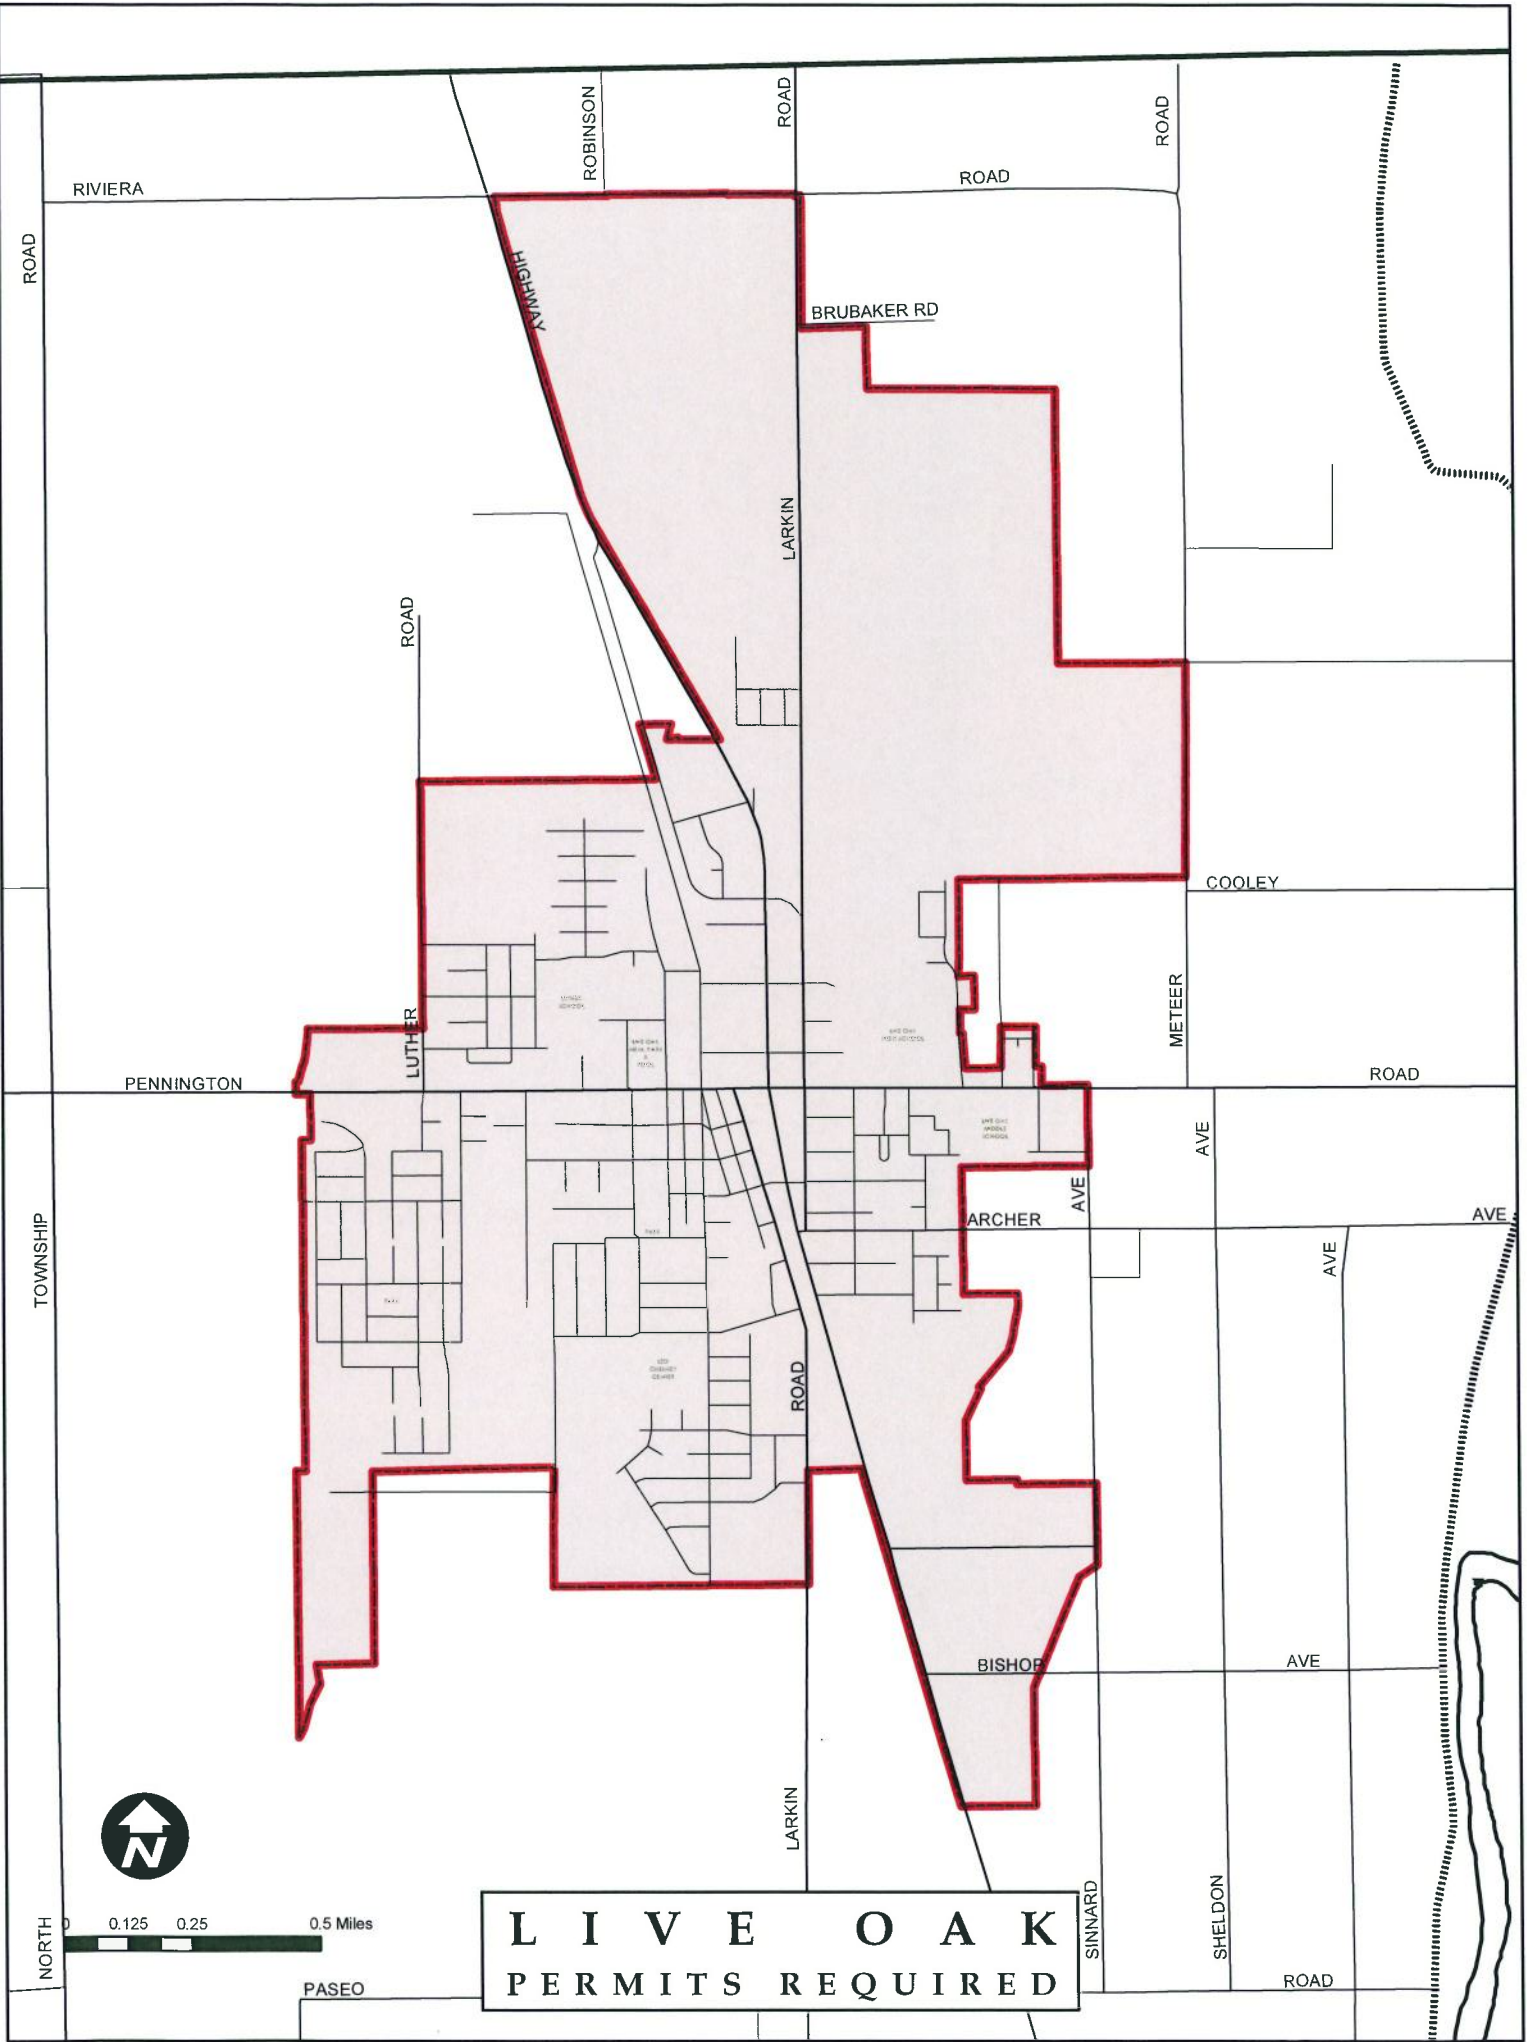 ROBINSON
ROAD
ROAD
RIVIERA
ROAD
ROAD
HIGHWAY
BRUBAKER RD
LARKIN
ROAD
COOLEY
METEER
LUTHER
PENNINGTON
ROAD
AVE
AVE
ARCHER
AVE
AVE
TOWNSHIP
PARK
ROAD
BISHOP
AVE
LARKIN
N
0 0.125 0.25 0.5 Miles
NORTH
SINNARD
SHELDON
LIVE OAK
PERMITS REQUIRED
PASEO
ROAD